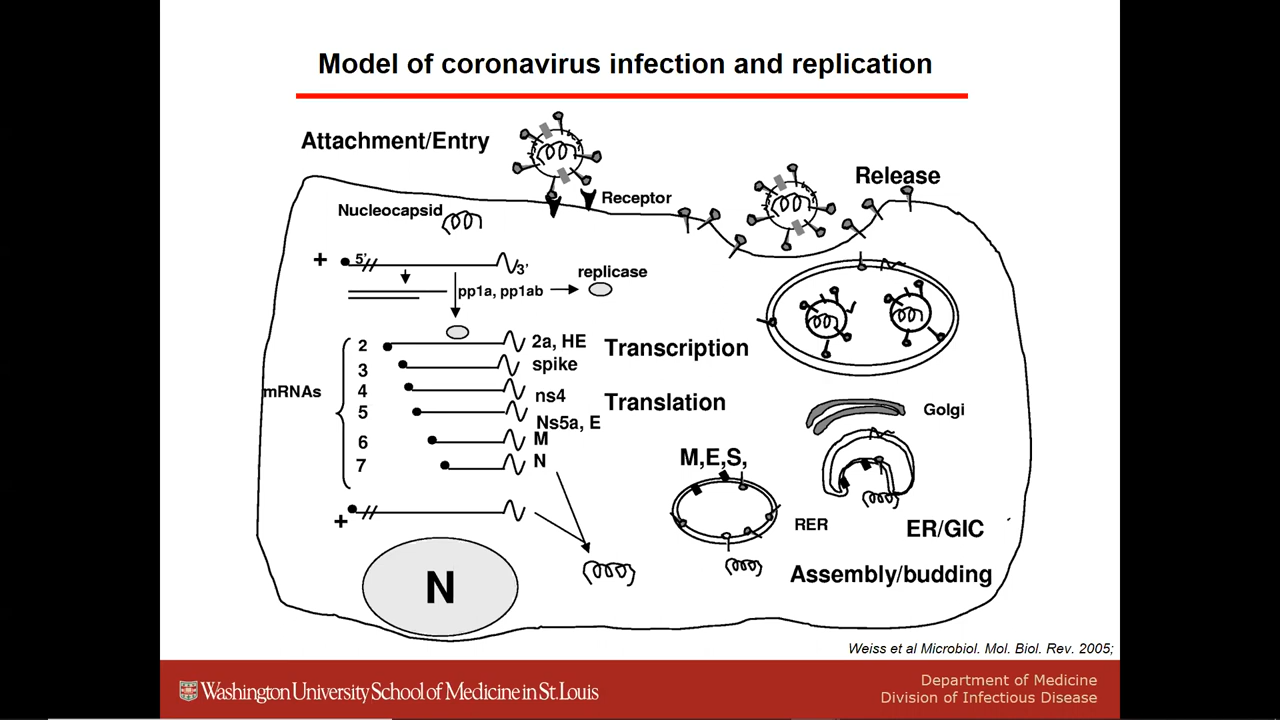 Model of coronavirus infection and replication
Attachment/Entry
Release
Receptor
Nucleocapsid
+
5'
3'
replicase
pp1a, pp1ab
mRNAs
2
2a, HE
3
spike
4
ns4
5
Ns5a, E
6
M
7
N
Transcription
Translation
+
N
M,E,S,
RER
Golgi
ER/GIC
Assembly/budding
Weiss et al Microbiol. Mol. Biol. Rev. 2005;
Washington University School of Medicine in St. Louis
Department of Medicine
Division of Infectious Disease